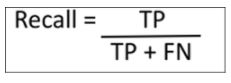 Recall = TP
TP + FN